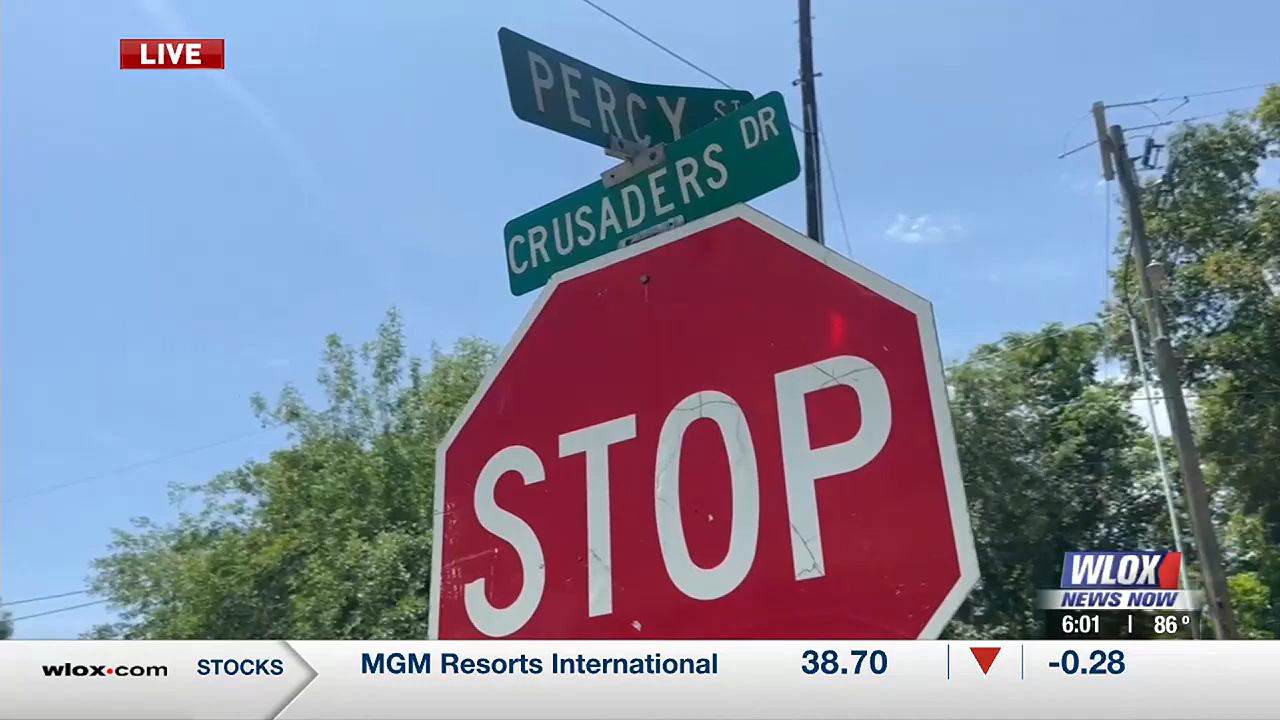 LIVE
PERCY ST
CRUSADERS DR
STOP
WLOX
NEWS NOW
6:01 | 86°
wlox.com STOCKS MGM Resorts International 38.70 -0.28